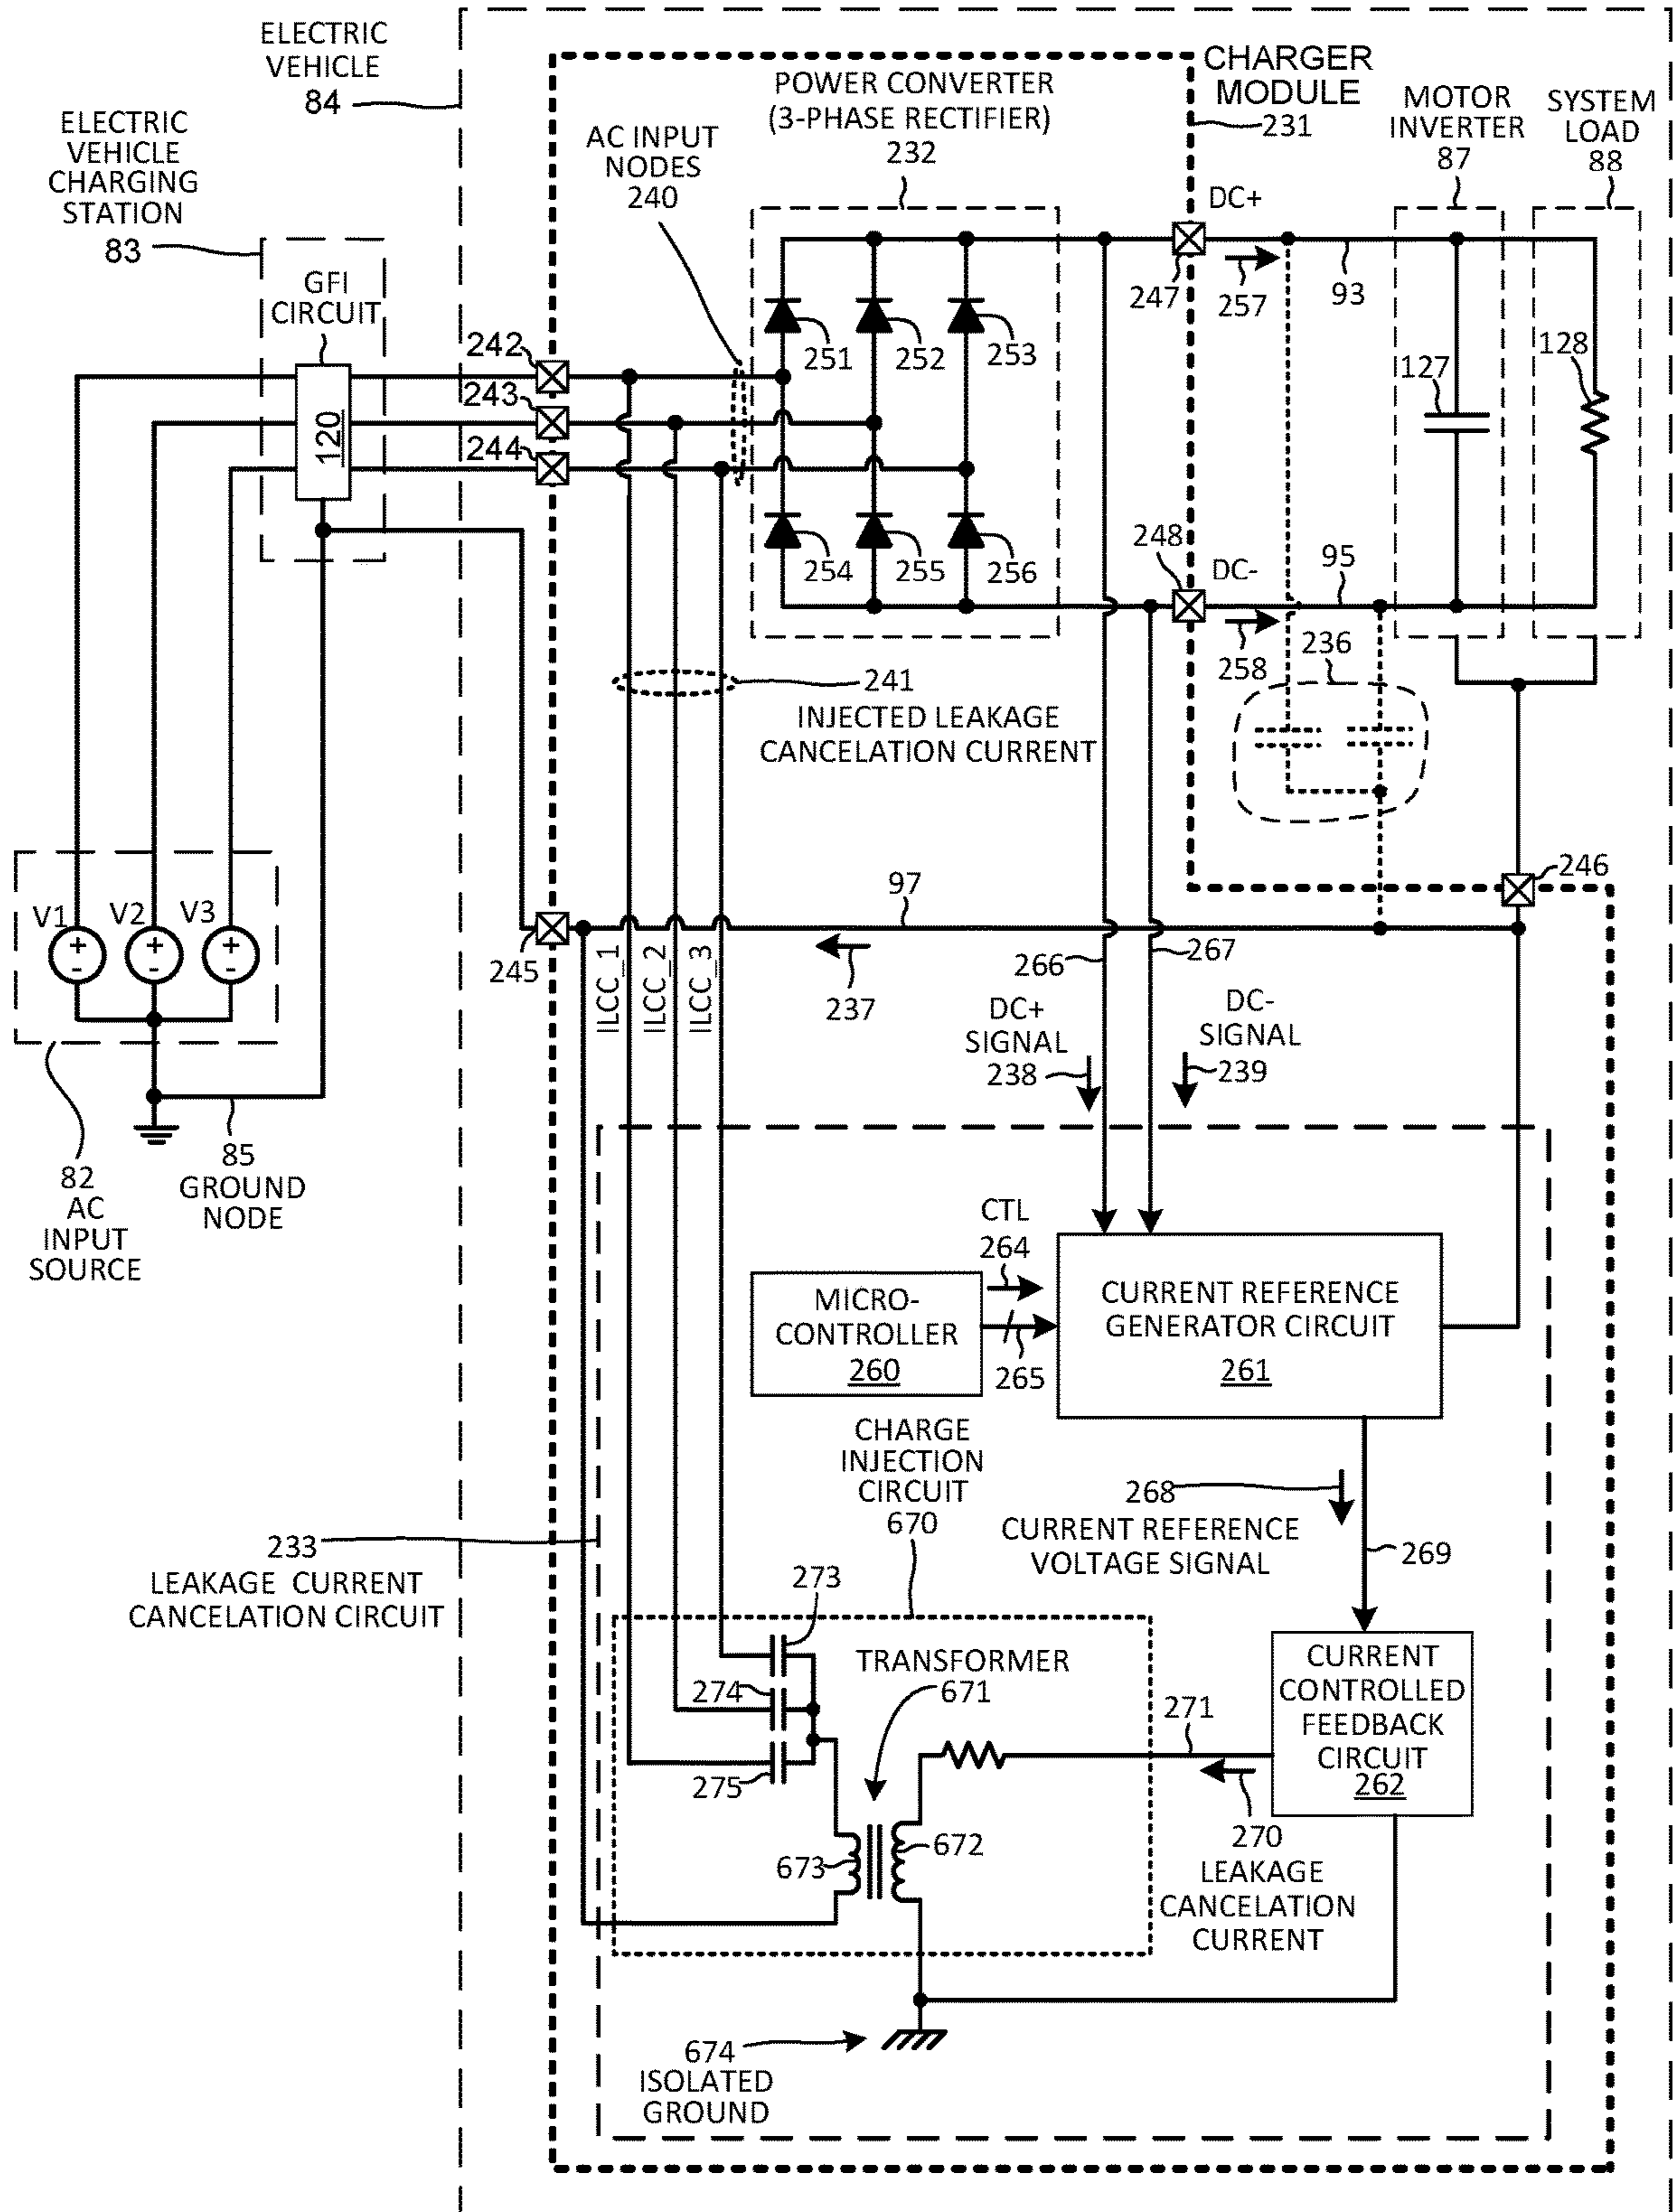 ELECTRIC
VEHICLE
84
ELECTRIC
VEHICLE
CHARGING
STATION
83
GFI
CIRCUIT
120
AC INPUT
NODES
240
POWER CONVERTER
(3-PHASE RECTIFIER)
232
CHARGER
MODULE
231
MOTOR
INVERTER
87
SYSTEM
LOAD
88
DC+
247
257
93
251
252
253
242
243
244
127
128
254
255
256
248
DC-
95
258
236
241
INJECTED LEAKAGE
CANCELATION CURRENT
246
V1
V2
V3
+
-
+
-
+
-
245
97
237
ILCC_1
ILCC_2
ILCC_3
266
267
DC+
SIGNAL
238
DC-
SIGNAL
239
82
AC
INPUT
SOURCE
85
GROUND
NODE
CTL
264
265
MICRO-
CONTROLLER
260
CURRENT REFERENCE
GENERATOR CIRCUIT
261
CHARGE
INJECTION
CIRCUIT
670
268
CURRENT REFERENCE
VOLTAGE SIGNAL
269
233
LEAKAGE CURRENT
CANCELATION CIRCUIT
273
274
275
TRANSFORMER
671
271
CURRENT
CONTROLLED
FEEDBACK
CIRCUIT
262
673
672
270
LEAKAGE
CANCELATION
CURRENT
674
ISOLATED
GROUND